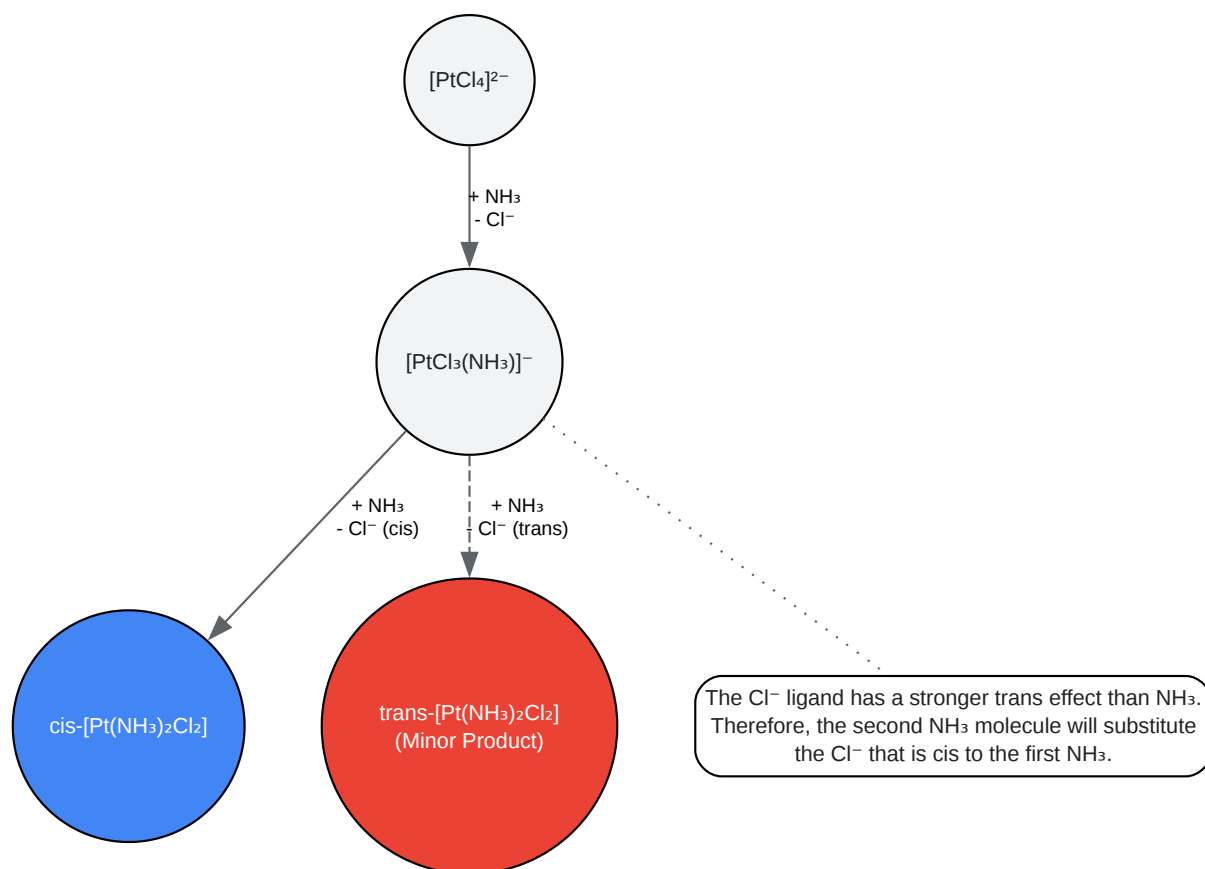 [PtCl₄]²⁻
+ NH₃
- Cl⁻
[PtCl₃(NH₃)]⁻
+ NH₃
- Cl⁻ (cis)
+ NH₃
- Cl⁻ (trans)
cis-[Pt(NH₃)₂Cl₂]
trans-[Pt(NH₃)₂Cl₂]
(Minor Product)
The Cl⁻ ligand has a stronger trans effect than NH₃.
Therefore, the second NH₃ molecule will substitute
the Cl⁻ that is cis to the first NH₃.